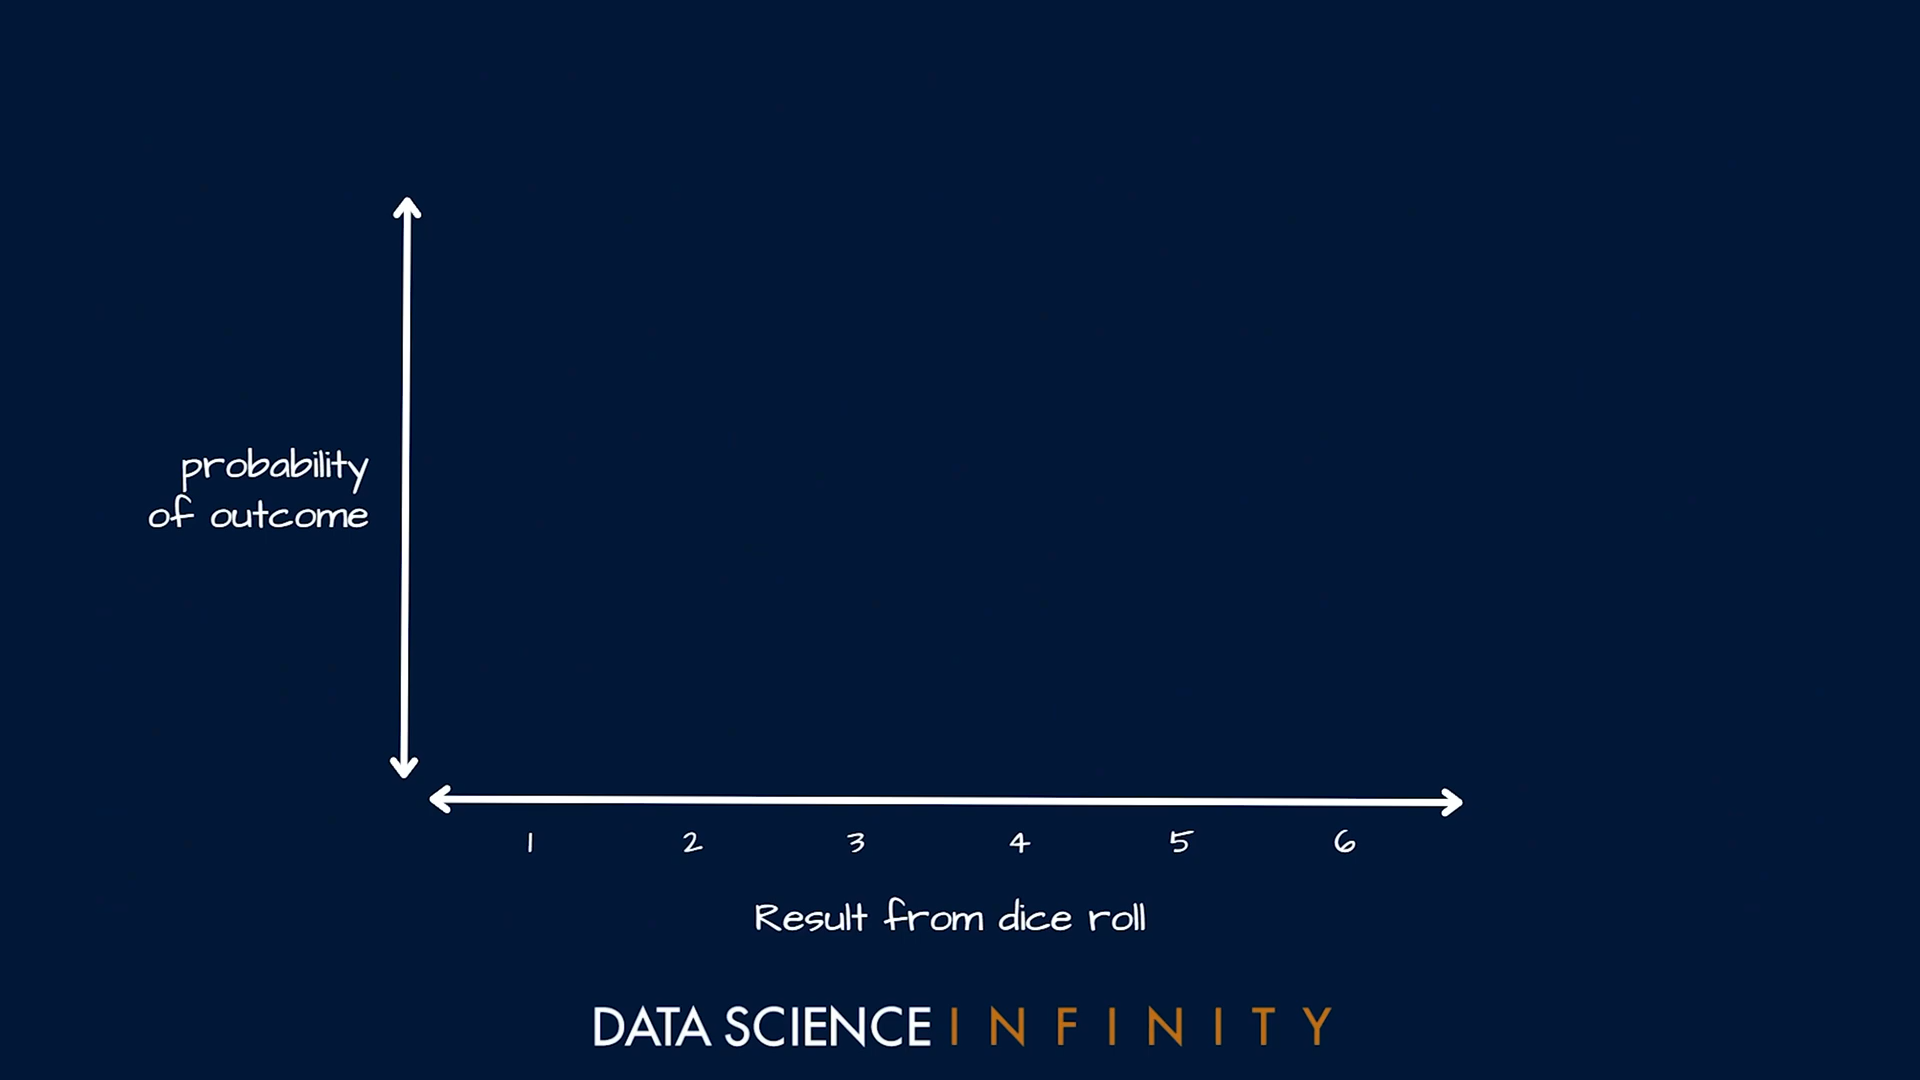 probability
of outcome
1 2 3 4 5 6
Result from dice roll
DATA SCIENCE INFINITY